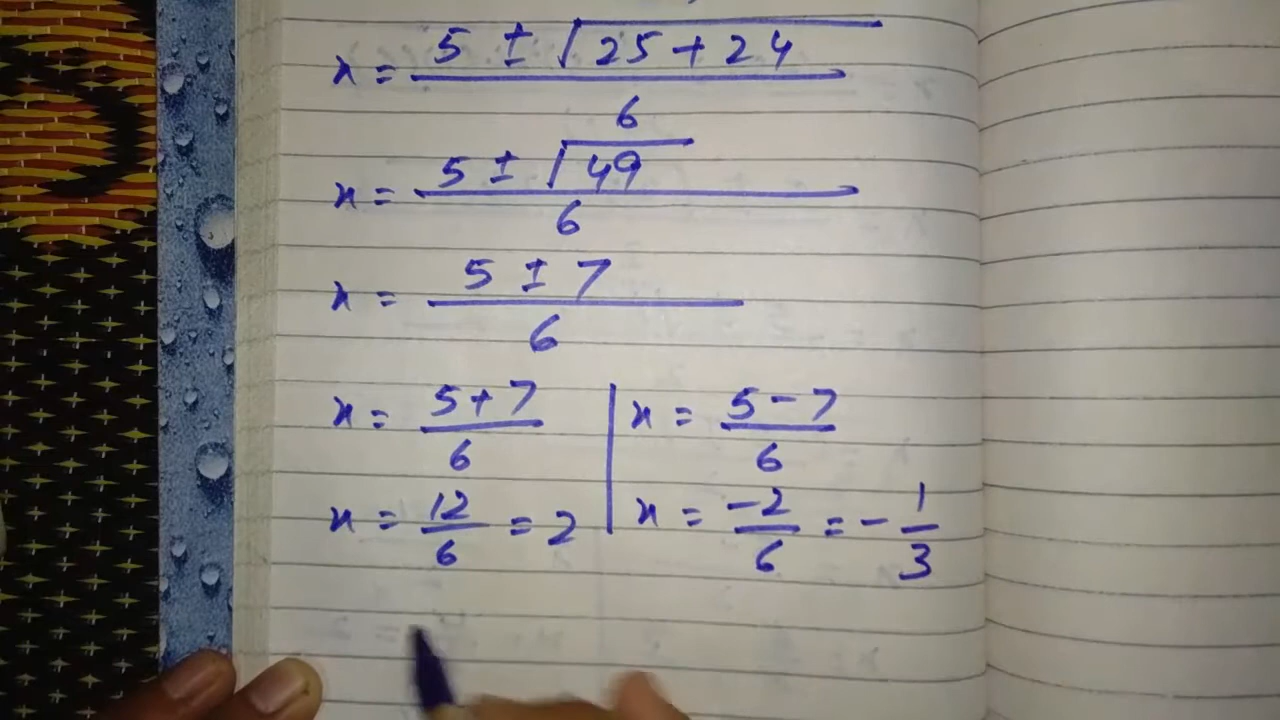 x = 5 ± √25 + 24 / 6
x = 5 ± √49 / 6
x = 5 ± 7 / 6
x = 5 + 7 / 6 | x = 5 - 7 / 6
x = 12 / 6 = 2 | x = -2 / 6 = - 1 / 3